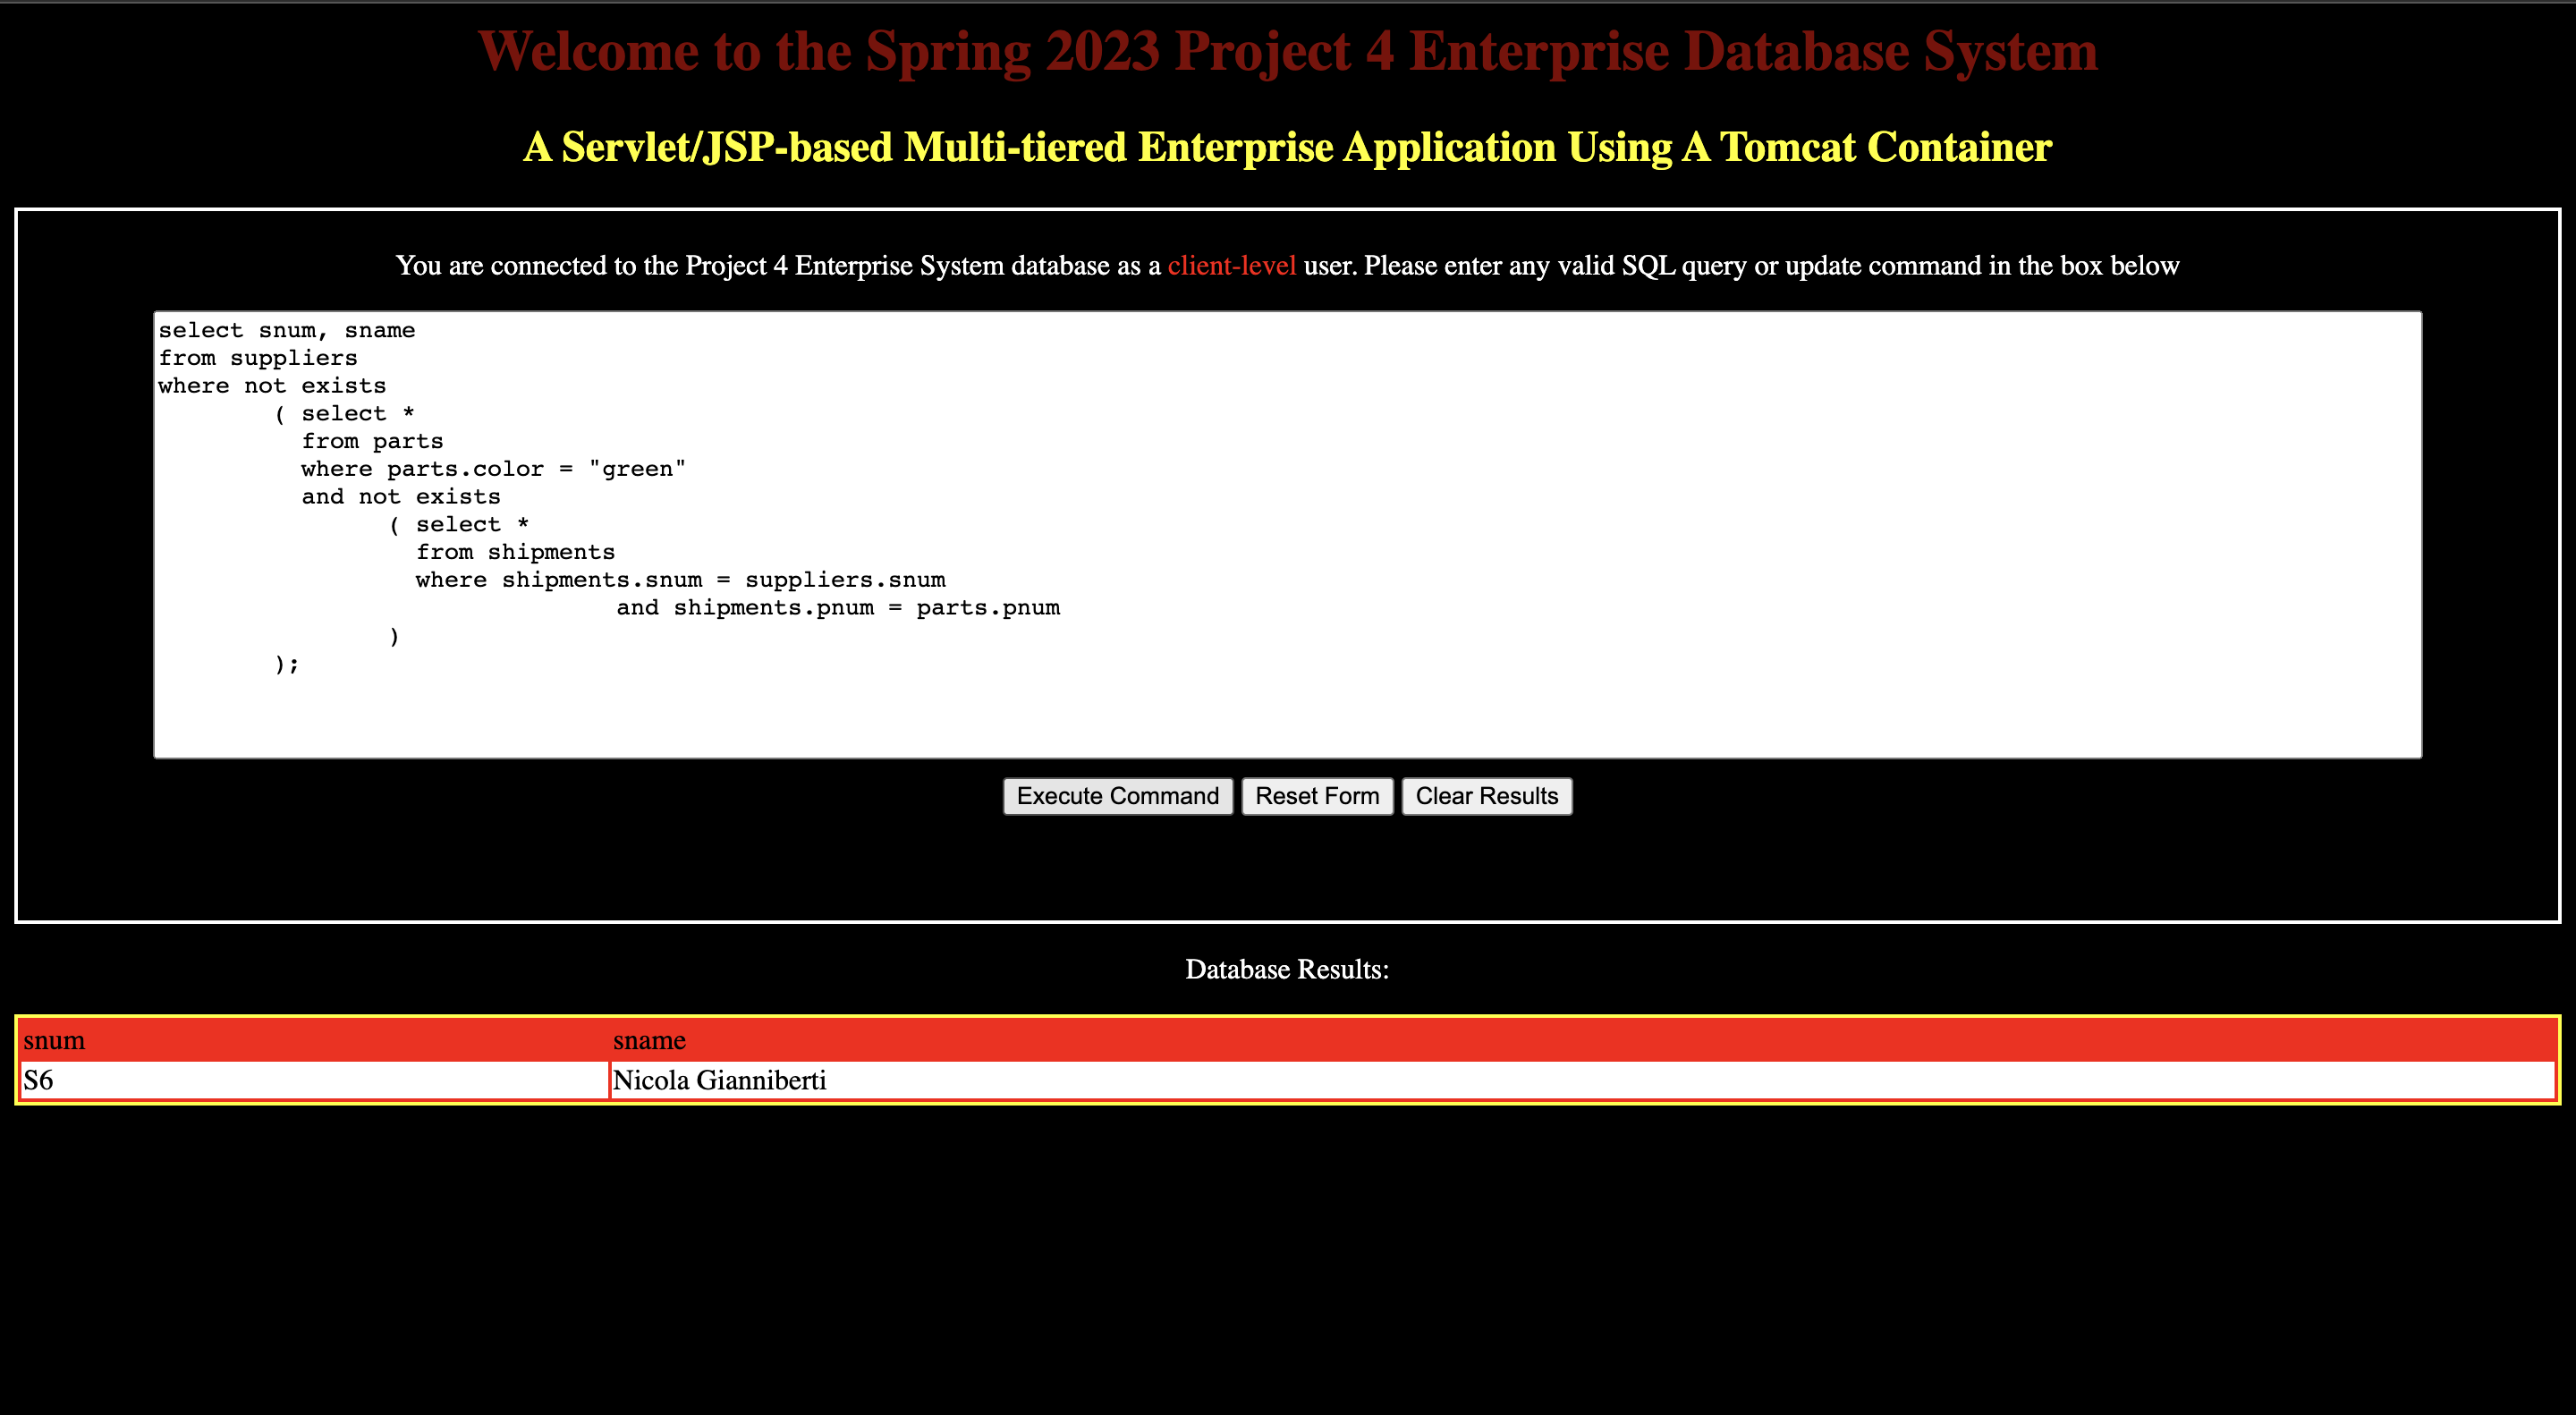 Welcome to the Spring 2023 Project 4 Enterprise Database System
A Servlet/JSP-based Multi-tiered Enterprise Application Using A Tomcat Container
You are connected to the Project 4 Enterprise System database as a client-level user. Please enter any valid SQL query or update command in the box below
select snum, sname
from suppliers
where not exists
( select *
from parts
where parts.color = "green"
and not exists
( select *
from shipments
where shipments.snum = suppliers.snum
and shipments.pnum = parts.pnum
)
);
Execute Command Reset Form Clear Results
Database Results:
snum sname
S6 Nicola Gianniberti